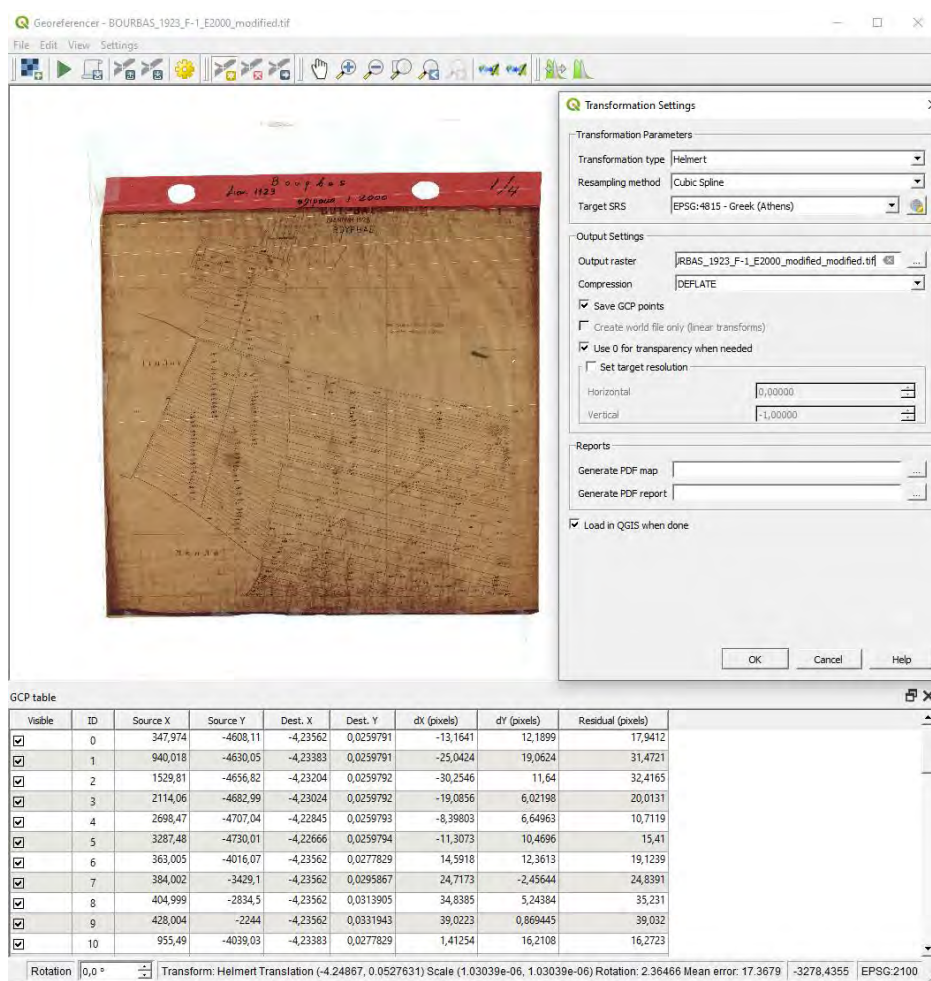 Georeferencer - BOURBAS_1923_F-1_E2000_modified.tif
File Edit View Settings
Transformation Settings
Transformation Parameters
Transformation type Helmert
Resampling method Cubic Spline
Target SRS EPSG:4815 - Greek (Athens)
Output Settings
Output raster JRBAS_1923_F-1_E2000_modified_modified.tif ...
Compression DEFLATE
Save GCP points
Create world file only (linear transforms)
Use 0 for transparency when needed
Set target resolution
Horizontal 0,00000
Vertical -1,00000
Reports
Generate PDF map ...
Generate PDF report ...
Load in QGIS when done
OK Cancel Help
1923
1/4
2000
GCP table
Visible ID Source X Source Y Dest. X Dest. Y dX (pixels) dY (pixels) Residual (pixels)
0 347,974 -4608,11 -4,23562 0,0259791 -13,1641 12,1899 17,9412
1 940,018 -4630,05 -4,23383 0,0259791 -25,0424 19,0624 31,4721
2 1529,81 -4656,82 -4,23204 0,0259792 -30,2546 11,64 32,4165
3 2114,06 -4682,99 -4,23024 0,0259792 -19,0856 6,02198 20,0131
4 2698,47 -4707,04 -4,22845 0,0259793 -8,39803 6,64963 10,7119
5 3287,48 -4730,01 -4,22666 0,0259794 -11,3073 10,4696 15,41
6 363,005 -4016,07 -4,23562 0,0277829 14,5918 12,3613 19,1239
7 384,002 -3429,1 -4,23562 0,0295867 24,7173 -2,45644 24,8391
8 404,999 -2834,5 -4,23562 0,0313905 34,8385 5,24384 35,231
9 428,004 -2244 -4,23562 0,0331943 39,0223 0,869445 39,032
10 955,49 -4039,03 -4,23383 0,0277829 1,41254 16,2108 16,2723
Rotation 0,0 ° Transform: Helmert Translation (-4.24867, 0.0527631) Scale (1.03039e-06, 1.03039e-06) Rotation: 2.36466 Mean error: 17.3679 -3278,4355 EPSG:2100